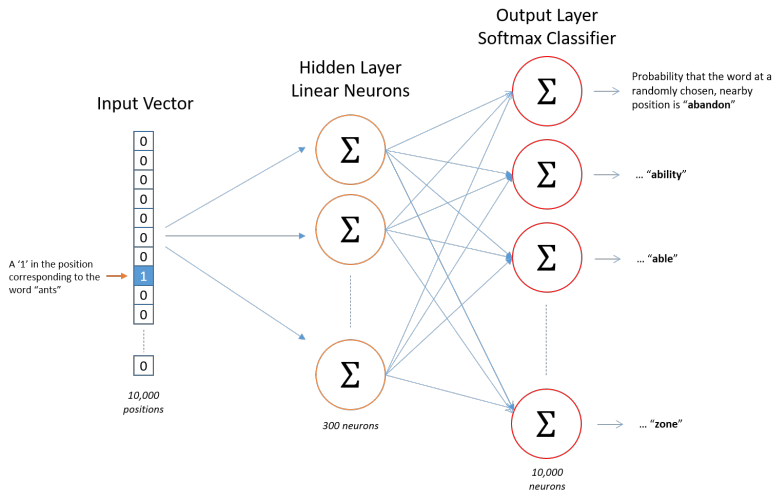 Output Layer
Softmax Classifier
Hidden Layer
Linear Neurons
Input Vector
0
0
0
0
0
0
0
1
0
0
0
A ‘1’ in the position
corresponding to the
word “ants”
10,000
positions
Σ
Σ
Σ
300 neurons
Σ
Σ
Σ
Σ
10,000
neurons
Probability that the word at a
randomly chosen, nearby
position is “abandon”
... “ability”
... “able”
... “zone”